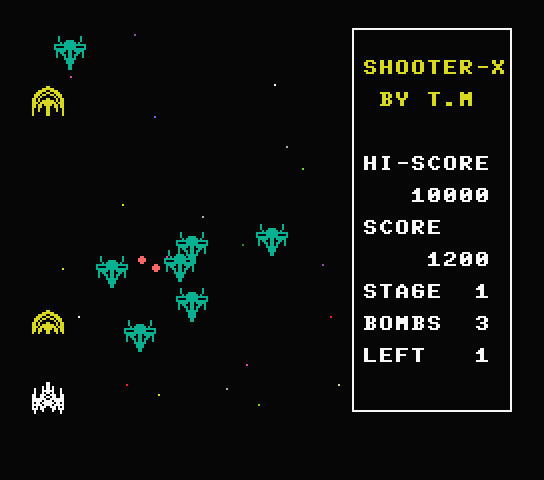 SHOOTER-X
BY T.M
HI-SCORE
10000
SCORE
1200
STAGE 1
BOMBS 3
LEFT 1